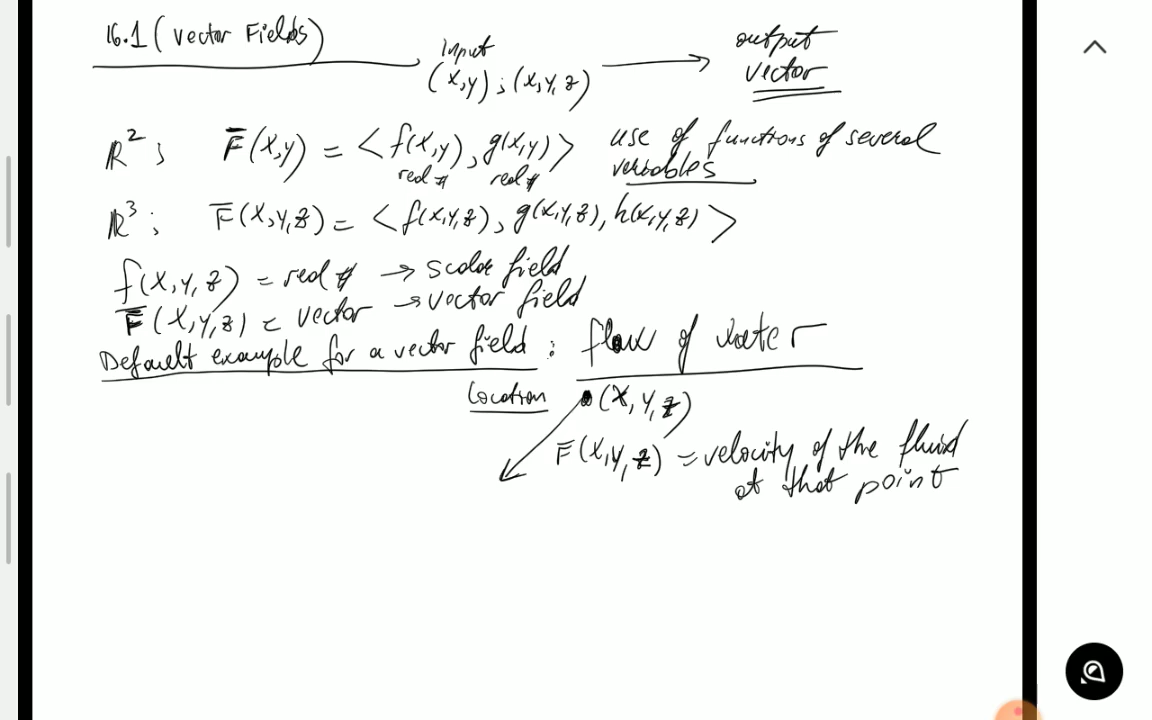 16.1 (Vector Fields)
input
(x,y) ; (x,y,z) → output
vector
R² ; F̄(x,y) = <f(x,y), g(x,y)> use of functions of several
real # real # variables
R³ ; F̄(x,y,z) = <f(x,y,z), g(x,y,z), h(x,y,z)>
f(x,y,z) = real # → scalar field
F̄(x,y,z) = vector → vector field
Default example for a vector field : flow of water
Location (x,y,z)
F̄(x,y,z) = velocity of the fluid
at that point